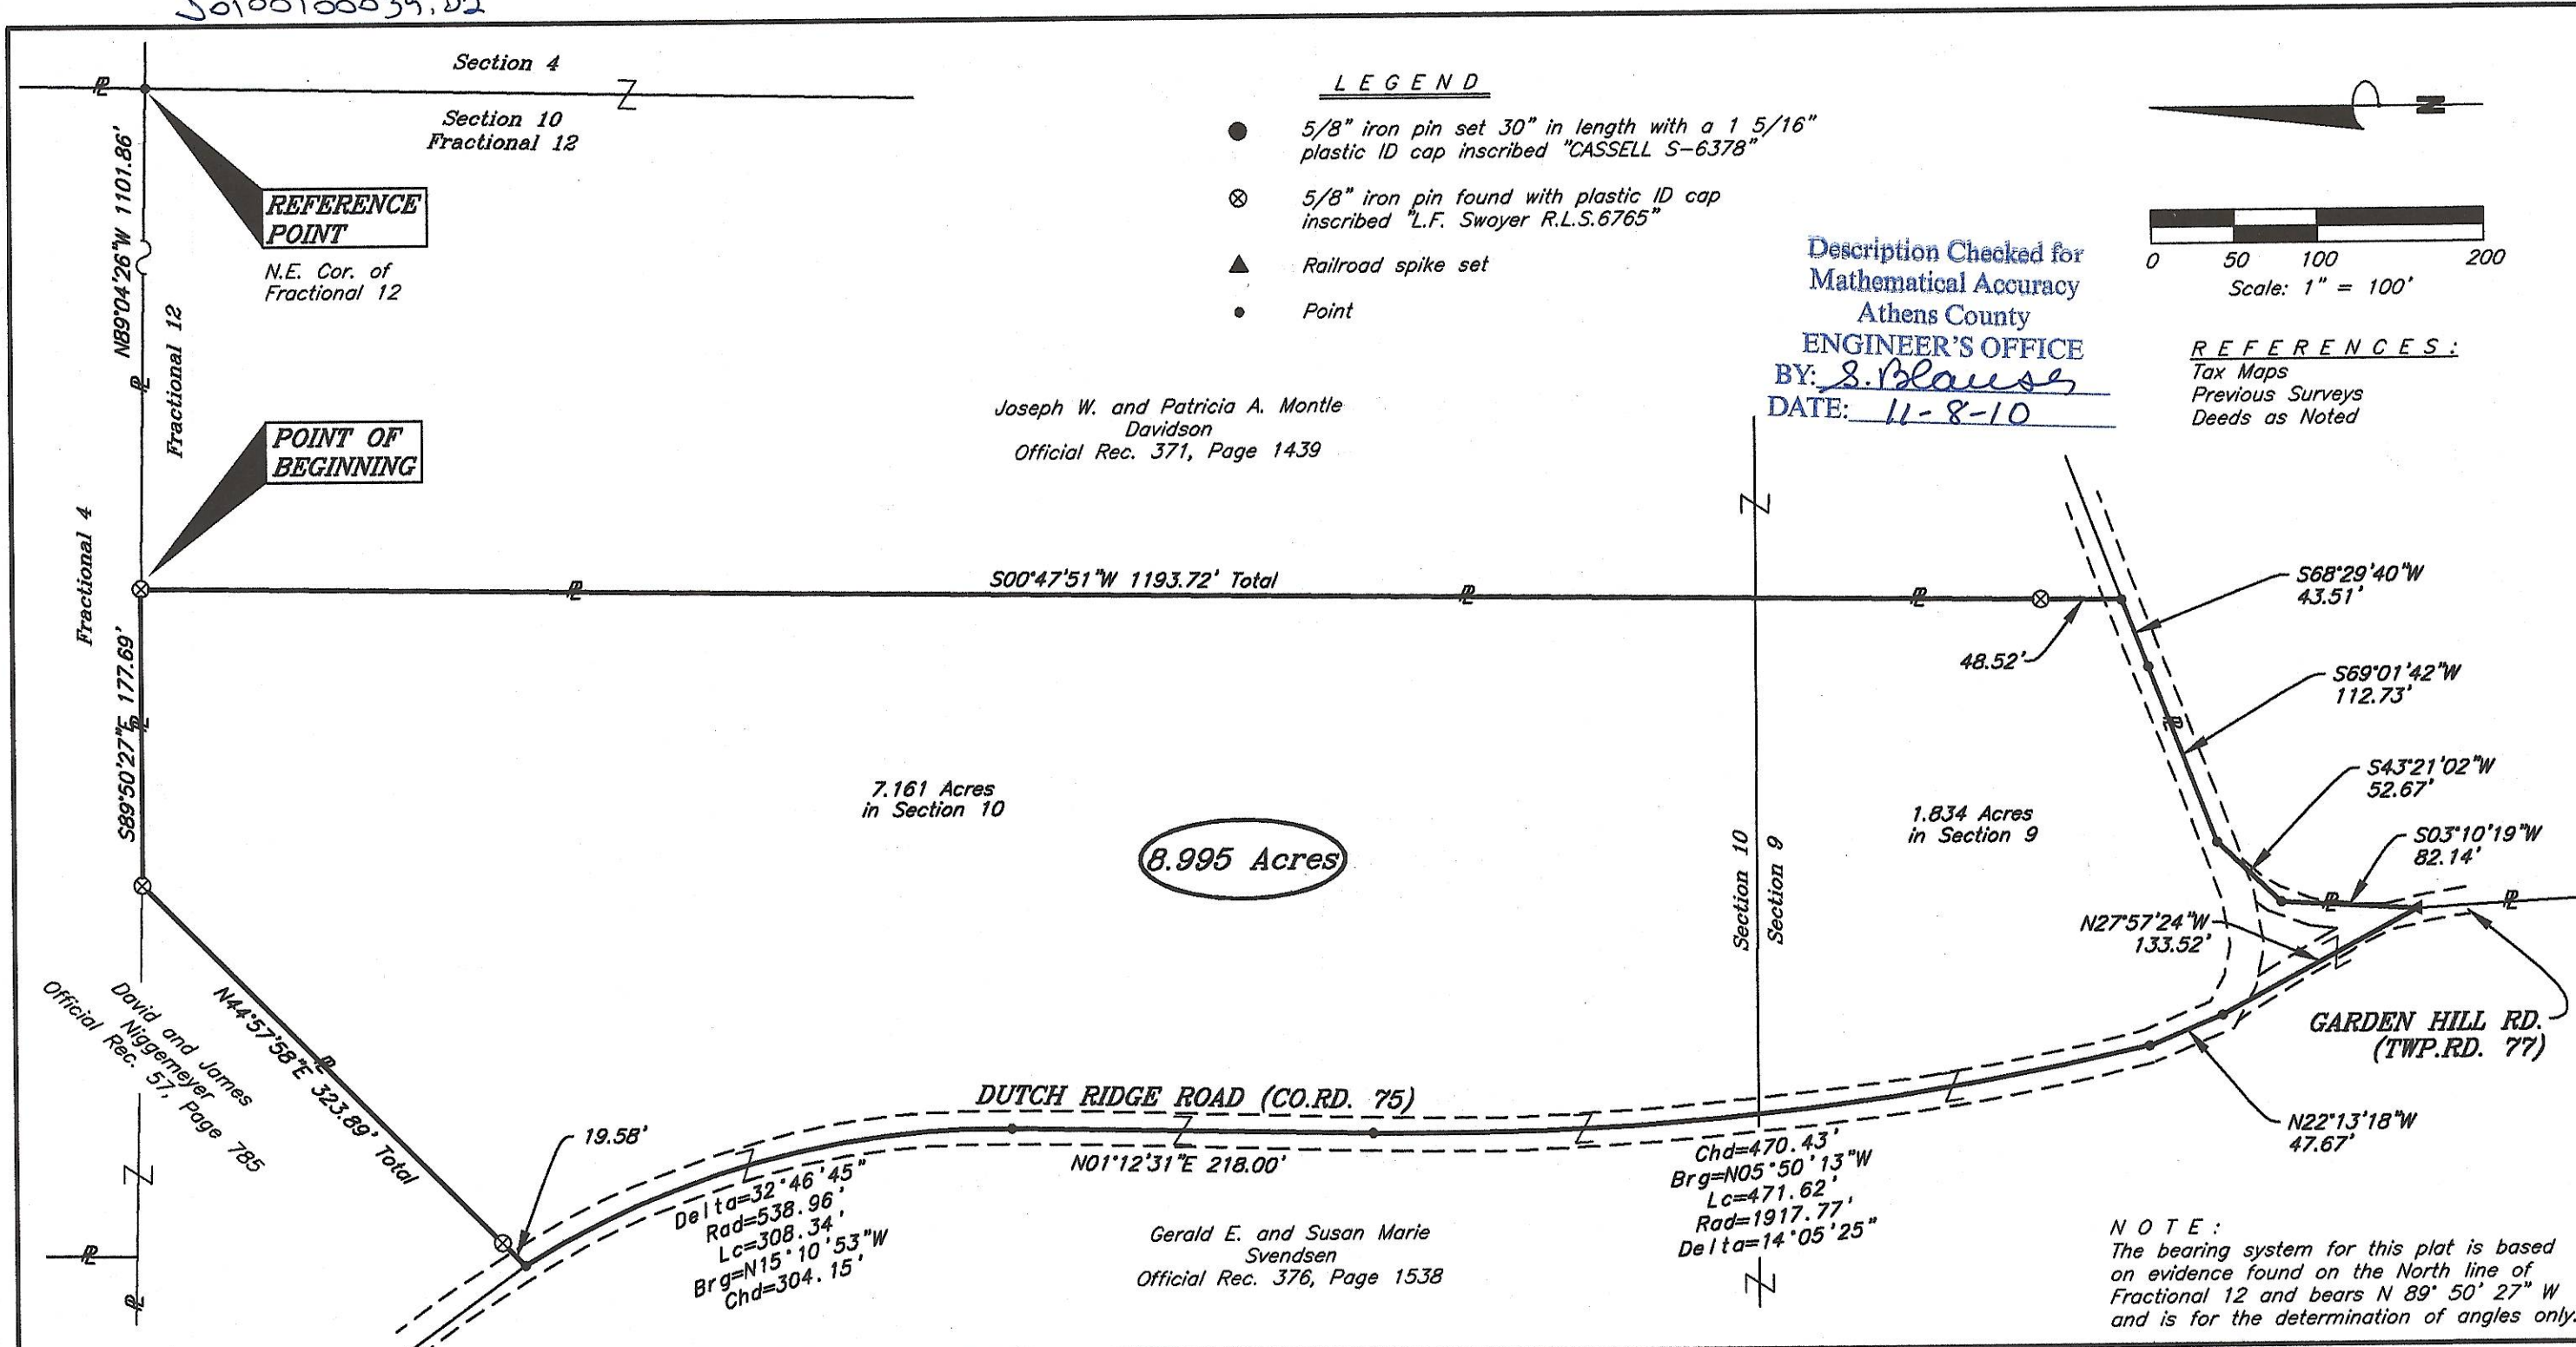 J0100100039.02
Section 4
Section 10
Fractional 12
N89°04'26"W 1101.86'
Fractional 12
REFERENCE
POINT
N.E. Cor. of
Fractional 12
POINT OF
BEGINNING
Fractional 4
L E G E N D
5/8" iron pin set 30" in length with a 1 5/16"
plastic ID cap inscribed "CASSELL S-6378"
5/8" iron pin found with plastic ID cap
inscribed "L.F. Swoyer R.L.S.6765"
Railroad spike set
Point
N
0 50 100 200
Scale: 1" = 100'
Description Checked for
Mathematical Accuracy
Athens County
ENGINEER'S OFFICE
BY: S. Blauser
DATE: 11-8-10
R E F E R E N C E S :
Tax Maps
Previous Surveys
Deeds as Noted
Joseph W. and Patricia A. Montle
Davidson
Official Rec. 371, Page 1439
S00°47'51"W 1193.72' Total
48.52'
S68°29'40"W
43.51'
S69°01'42"W
112.73'
S43°21'02"W
52.67'
S03°10'19"W
82.14'
N27°57'24"W
133.52'
S89°50'27"E 177.69'
7.161 Acres
in Section 10
8.995 Acres
Section 10
Section 9
1.834 Acres
in Section 9
GARDEN HILL RD.
(TWP.RD. 77)
N22°13'18"W
47.67'
David and James
Niggemeyer
Official Rec. 57, Page 785
N44°57'58"E 323.89' Total
19.58'
DUTCH RIDGE ROAD (CO.RD. 75)
N01°12'31"E 218.00'
Delta=32°46'45"
Rad=538.96'
Lc=308.34'
Brg=N15°10'53"W
Chd=304.15'
Gerald E. and Susan Marie
Svendsen
Official Rec. 376, Page 1538
Chd=470.43'
Brg=N05°50'13"W
Lc=471.62'
Rad=1917.77'
Delta=14°05'25"
N O T E :
The bearing system for this plat is based
on evidence found on the North line of
Fractional 12 and bears N 89° 50' 27" W
and is for the determination of angles only.